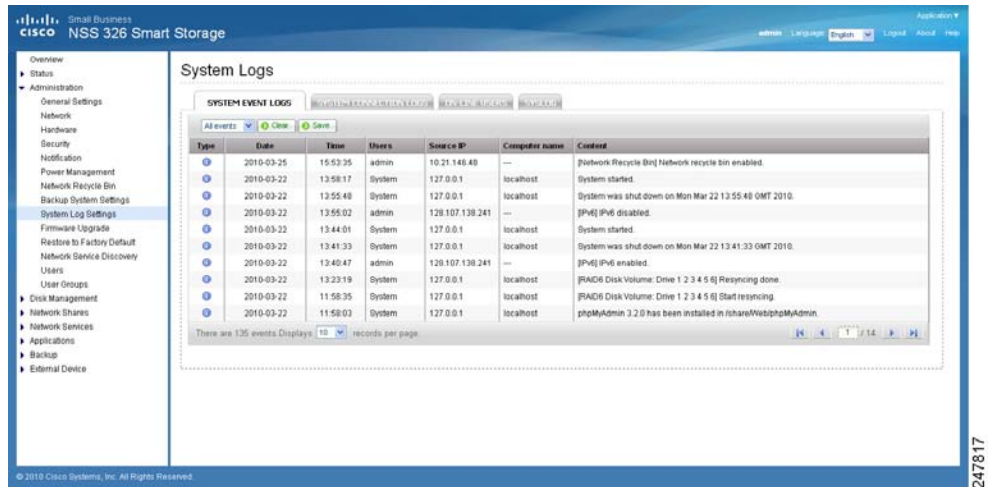 Small Business
CISCO NSS 326 Smart Storage
Application
admin Language: English Logout About Help
Overview
Status
Administration
General Settings
Network
Hardware
Security
Notification
Power Management
Network Recycle Bin
Backup System Settings
System Log Settings
Firmware Upgrade
Restore to Factory Default
Network Service Discovery
Users
User Groups
Disk Management
Network Shares
Network Services
Applications
Backup
External Device
System Logs
SYSTEM EVENT LOGS SYSTEM CONNECTION LOGS ON-LINE USERS SYSLOG
All events Clear Save
Type Date Time Users Source IP Computer name Content
2010-03-25 15:53:35 admin 10.21.148.48 --- [Network Recycle Bin] Network recycle bin enabled.
2010-03-22 13:58:17 System 127.0.0.1 localhost System started.
2010-03-22 13:55:48 System 127.0.0.1 localhost System was shut down on Mon Mar 22 13:55:48 GMT 2010.
2010-03-22 13:55:02 admin 128.107.138.241 --- [IPv6] IPv6 disabled.
2010-03-22 13:44:01 System 127.0.0.1 localhost System started.
2010-03-22 13:41:33 System 127.0.0.1 localhost System was shut down on Mon Mar 22 13:41:33 GMT 2010.
2010-03-22 13:40:47 admin 128.107.138.241 --- [IPv6] IPv6 enabled.
2010-03-22 13:23:19 System 127.0.0.1 localhost [RAID6 Disk Volume: Drive 1 2 3 4 5 6] Resyncing done.
2010-03-22 11:58:35 System 127.0.0.1 localhost [RAID6 Disk Volume: Drive 1 2 3 4 5 6] Start resyncing.
2010-03-22 11:58:03 System 127.0.0.1 localhost phpMyAdmin 3.2.0 has been installed in /share/Web/phpMyAdmin.
There are 135 events.Displays 10 records per page. 1 / 14
© 2010 Cisco Systems, Inc. All Rights Reserved.
247817